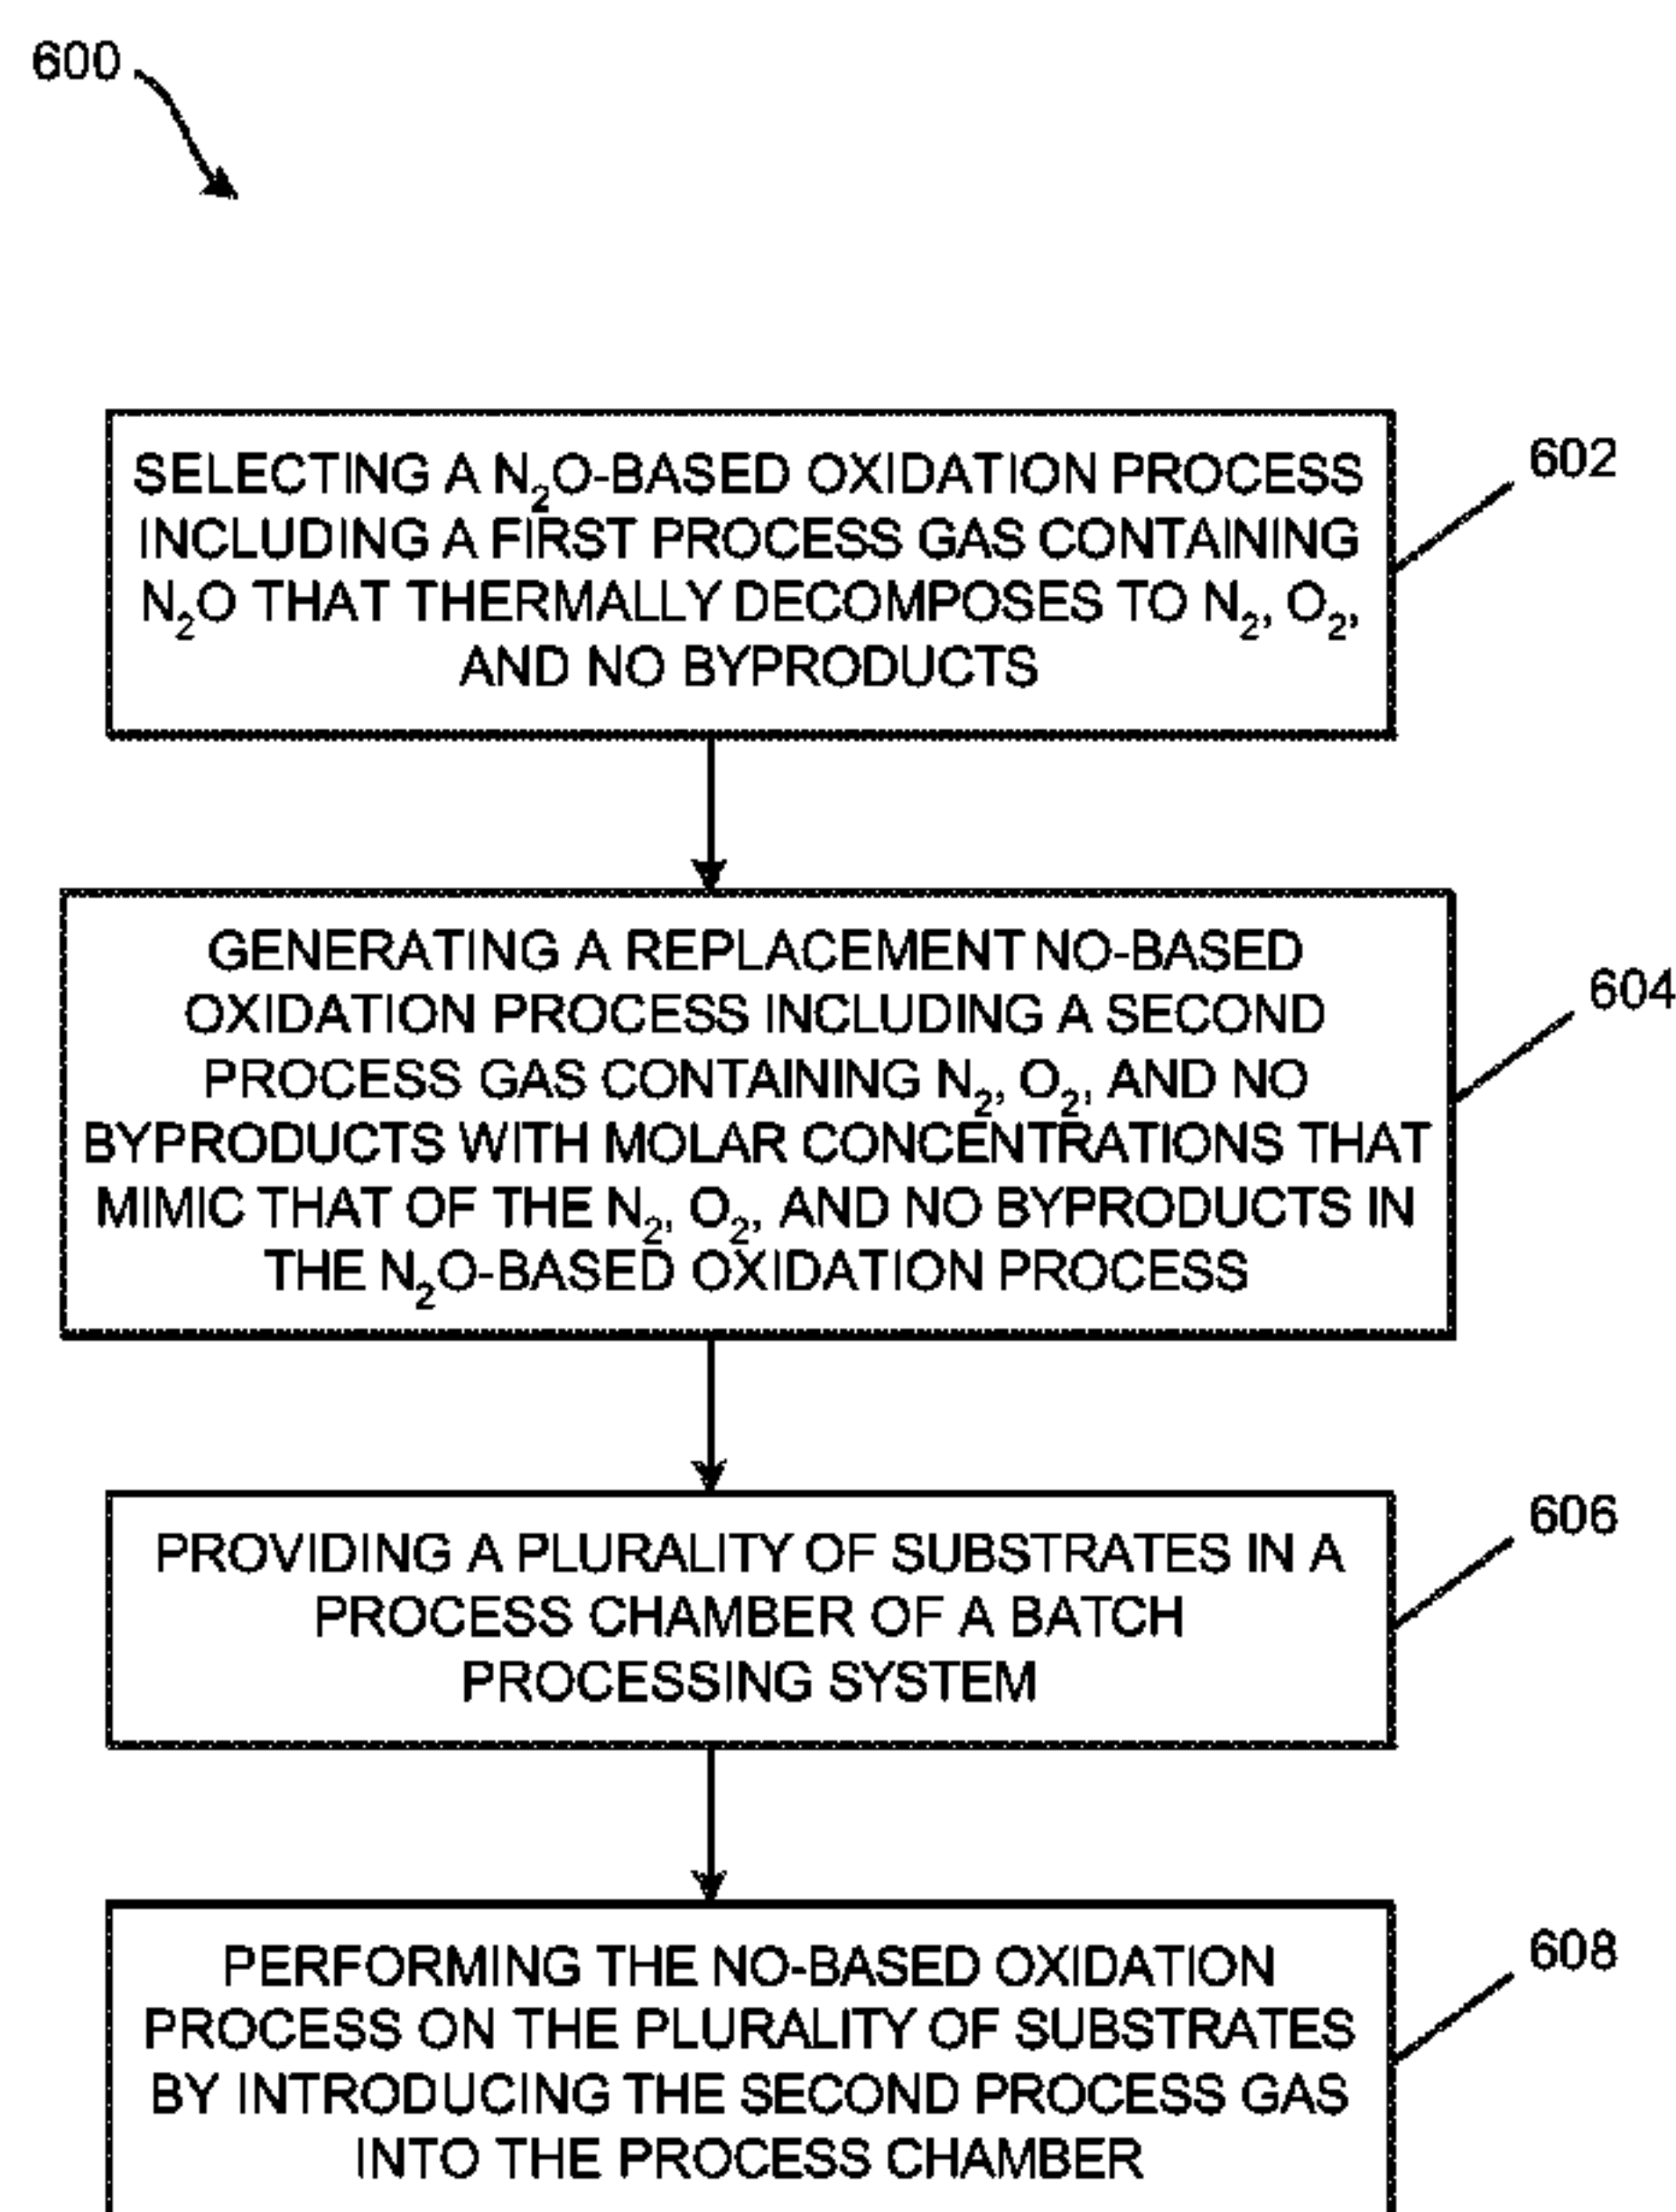 600
SELECTING A N₂O-BASED OXIDATION PROCESS
602
INCLUDING A FIRST PROCESS GAS CONTAINING
N₂O THAT THERMALLY DECOMPOSES TO N₂, O₂,
AND NO BYPRODUCTS
GENERATING A REPLACEMENT NO-BASED
604
OXIDATION PROCESS INCLUDING A SECOND
PROCESS GAS CONTAINING N₂, O₂, AND NO
BYPRODUCTS WITH MOLAR CONCENTRATIONS THAT
MIMIC THAT OF THE N₂, O₂, AND NO BYPRODUCTS IN
THE N₂O-BASED OXIDATION PROCESS
606
PROVIDING A PLURALITY OF SUBSTRATES IN A
PROCESS CHAMBER OF A BATCH
PROCESSING SYSTEM
608
PERFORMING THE NO-BASED OXIDATION
PROCESS ON THE PLURALITY OF SUBSTRATES
BY INTRODUCING THE SECOND PROCESS GAS
INTO THE PROCESS CHAMBER